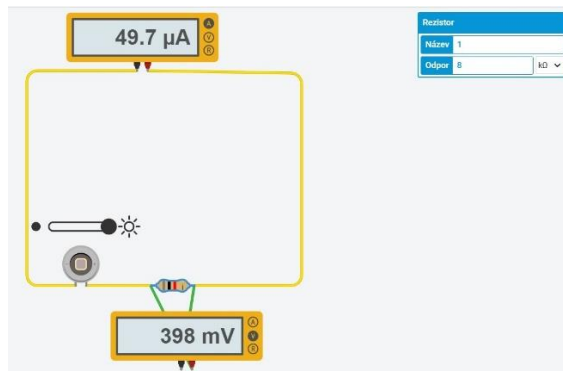 49.7 µA
A
V
R
Rezistor
Název 1
Odpor 8 kΩ
398 mV
A
V
R